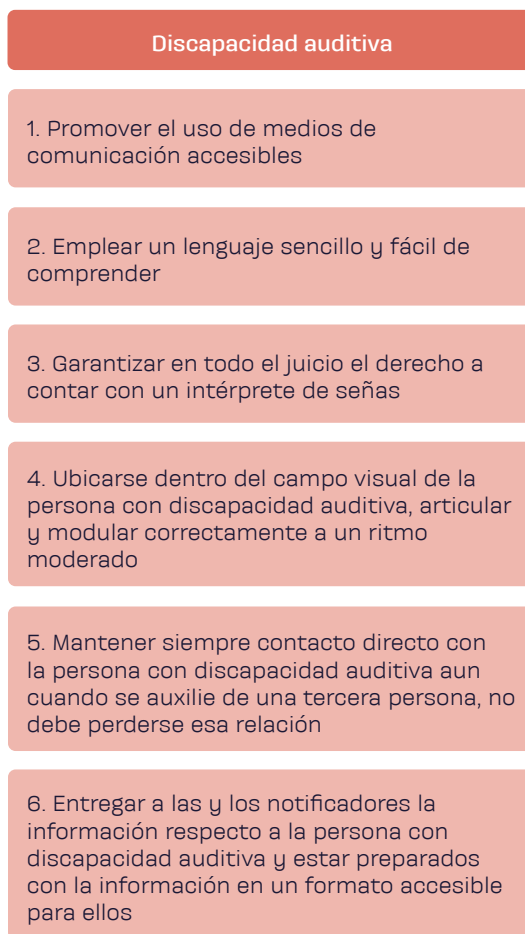 Discapacidad auditiva
1. Promover el uso de medios de
comunicación accesibles
2. Emplear un lenguaje sencillo y fácil de
comprender
3. Garantizar en todo el juicio el derecho a
contar con un intérprete de señas
4. Ubicarse dentro del campo visual de la
persona con discapacidad auditiva, articular
y modular correctamente a un ritmo
moderado
5. Mantener siempre contacto directo con
la persona con discapacidad auditiva aun
cuando se auxilie de una tercera persona, no
debe perderse esa relación
6. Entregar a las y los notificadores la
información respecto a la persona con
discapacidad auditiva y estar preparados
con la información en un formato accesible
para ellos